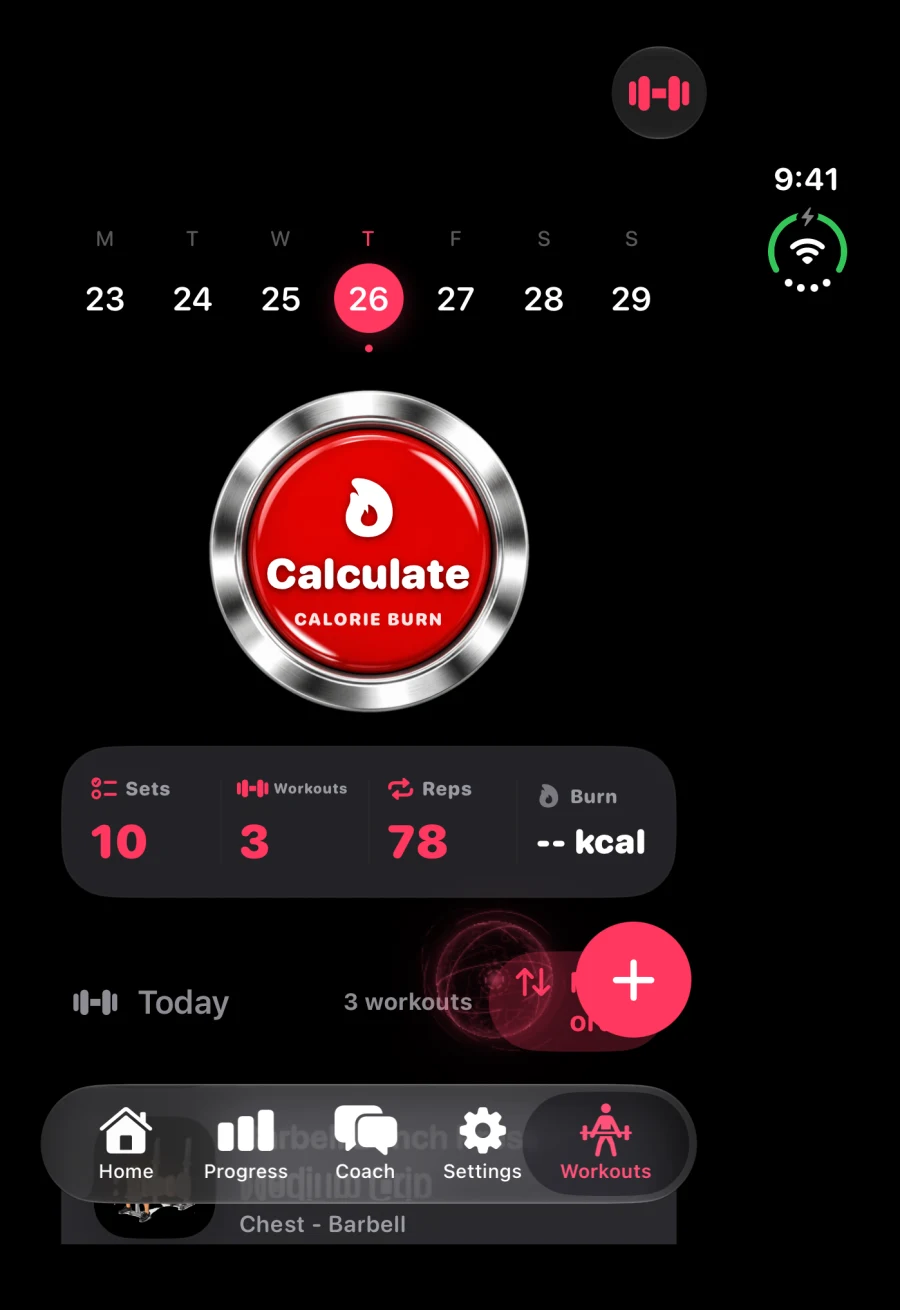 9:41
M T W T F S S
23 24 25 26 27 28 29
Calculate
CALORIE BURN
Sets Workouts Reps Burn
10 3 78 -- kcal
Today 3 workouts
Home Progress Coach Settings Workouts
Chest - Barbell